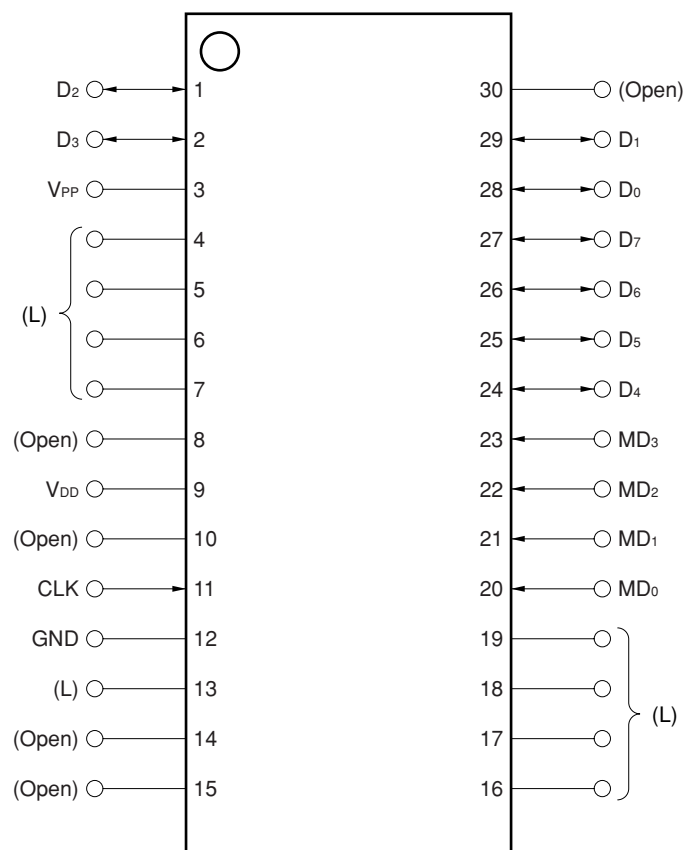 D2 1 30 (Open)
D3 2 29 D1
VPP 3 28 D0
4 27 D7
5 26 D6
(L)
6 25 D5
7 24 D4
(Open) 8 23 MD3
VDD 9 22 MD2
(Open) 10 21 MD1
CLK 11 20 MD0
GND 12 19
(L) 13 18
(L)
(Open) 14 17
(Open) 15 16